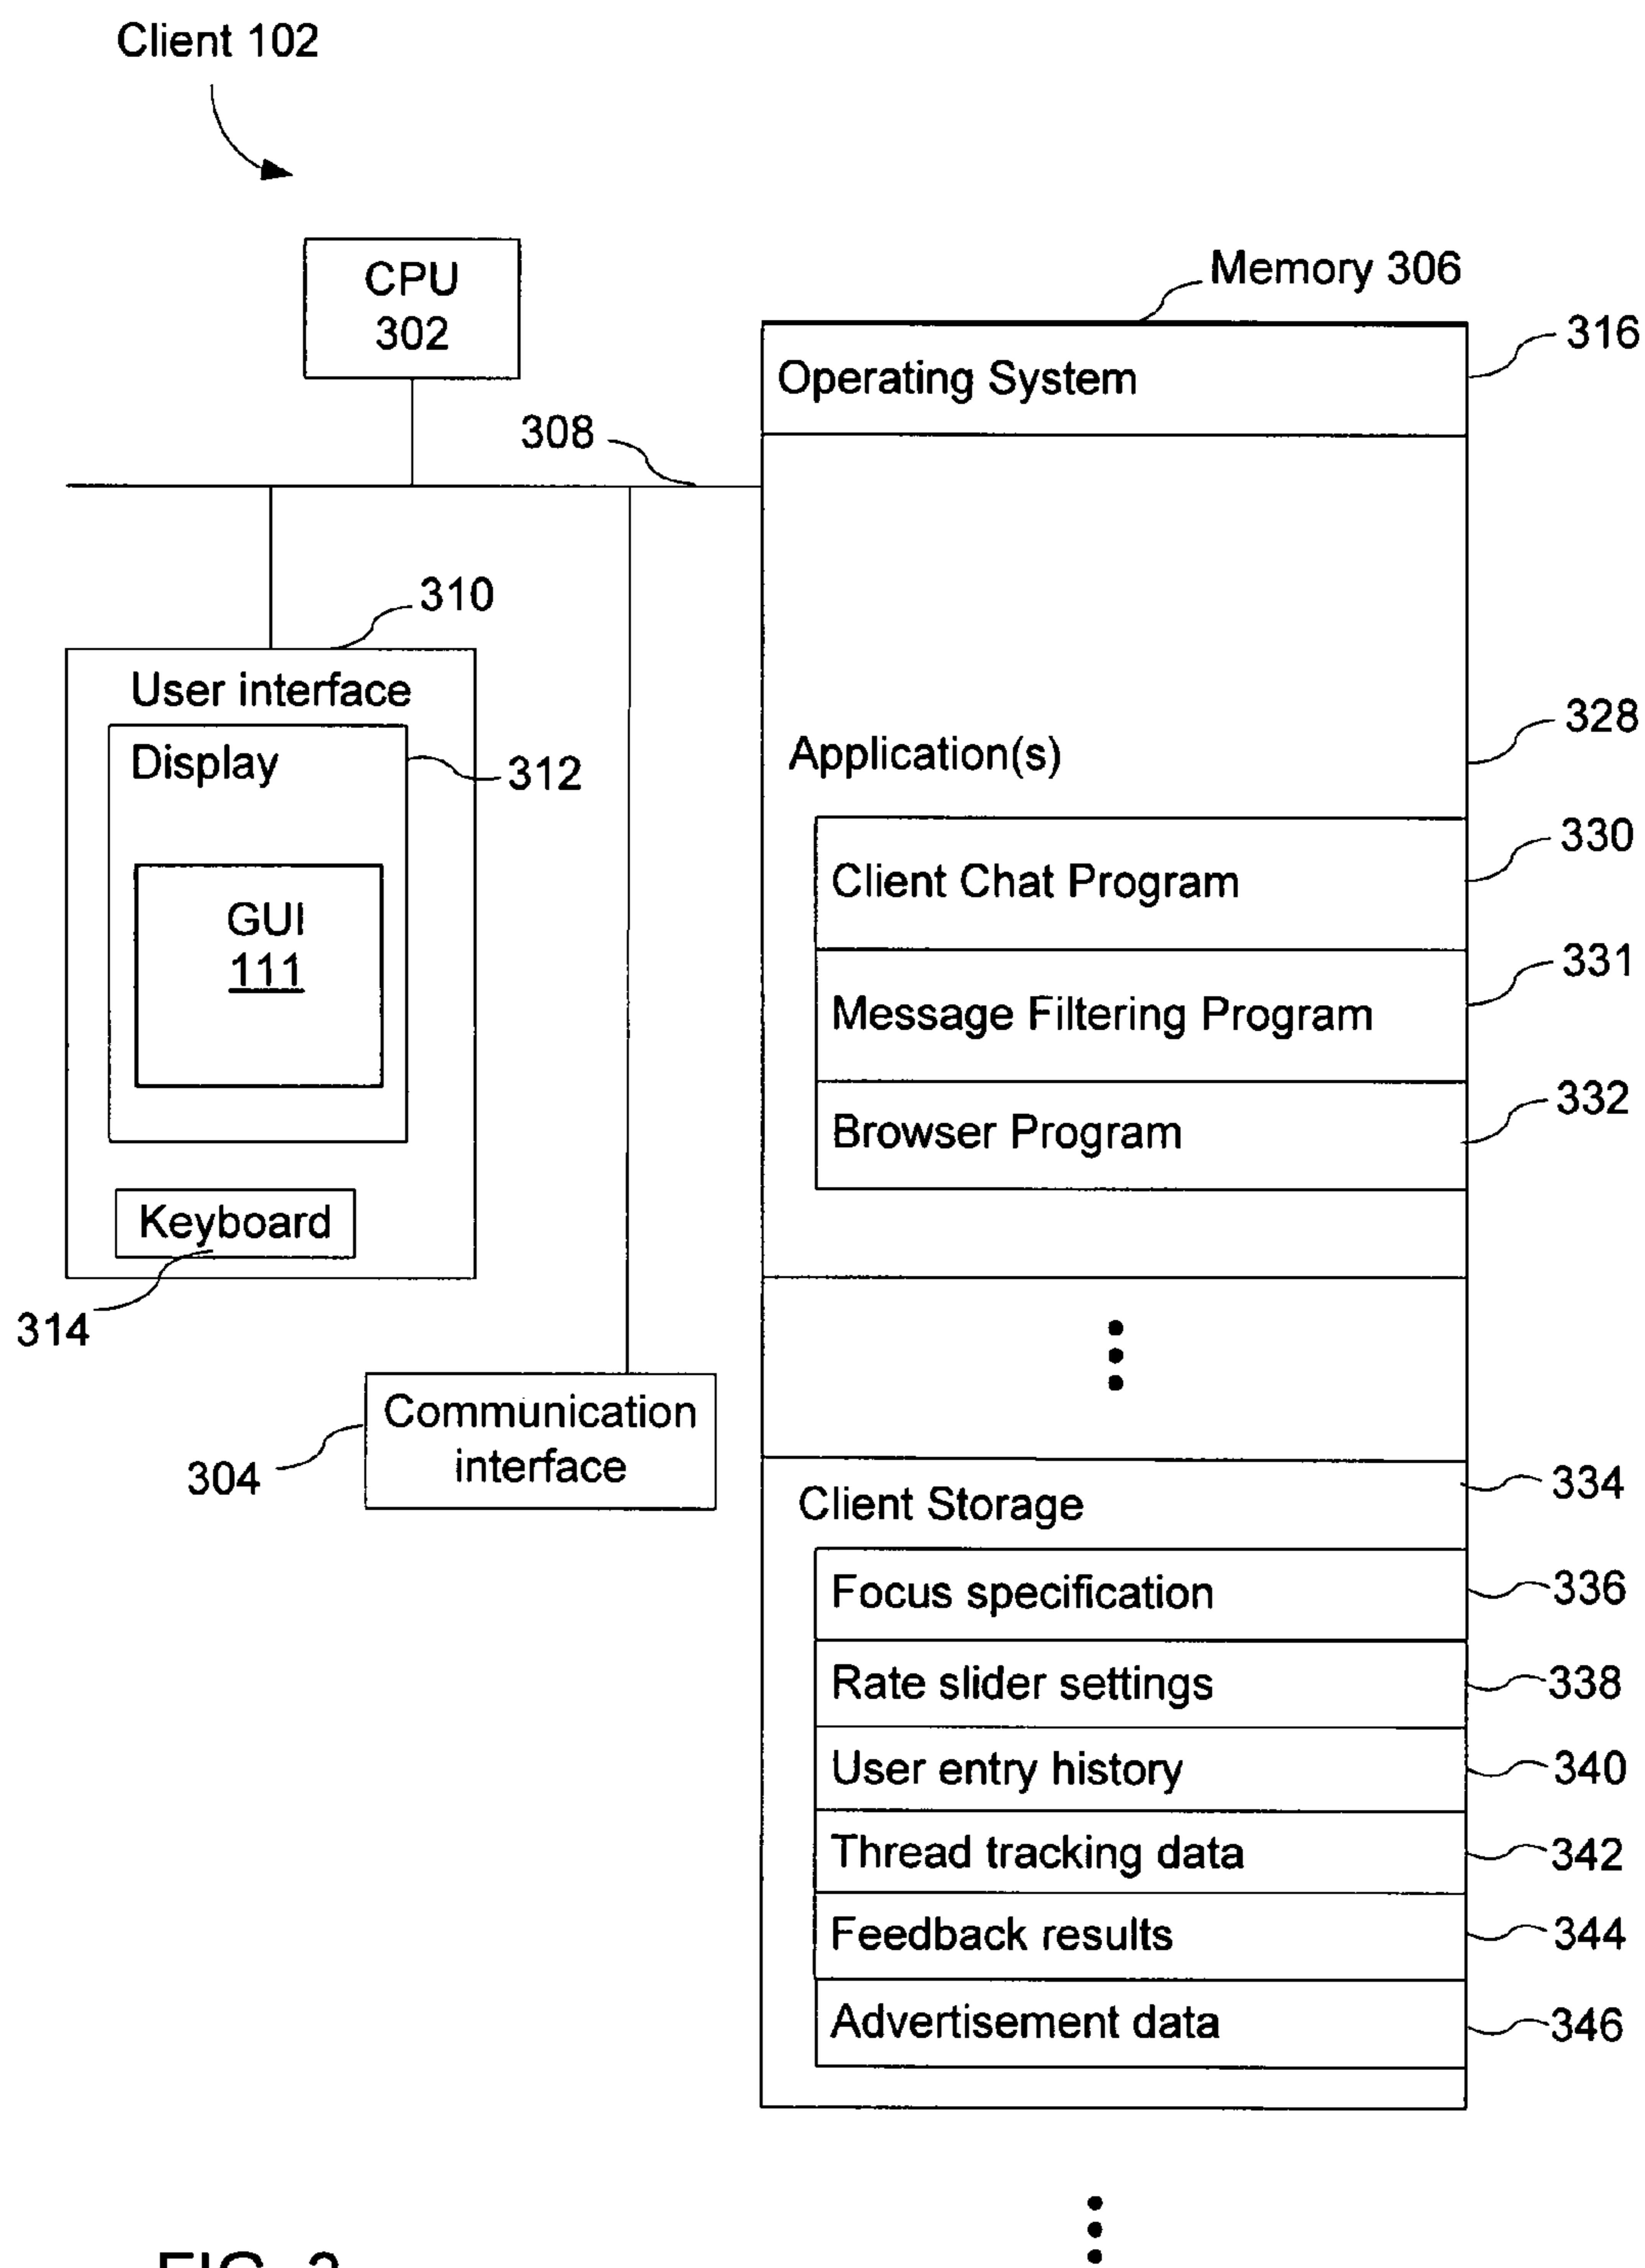 Client 102
CPU
302
Memory 306
316
Operating System
308
310
User interface
Display
312
GUI
111
Keyboard
314
Communication
interface
304
328
Application(s)
330
Client Chat Program
331
Message Filtering Program
332
Browser Program
334
Client Storage
Focus specification
336
Rate slider settings
338
User entry history
340
Thread tracking data
342
Feedback results
344
Advertisement data
346